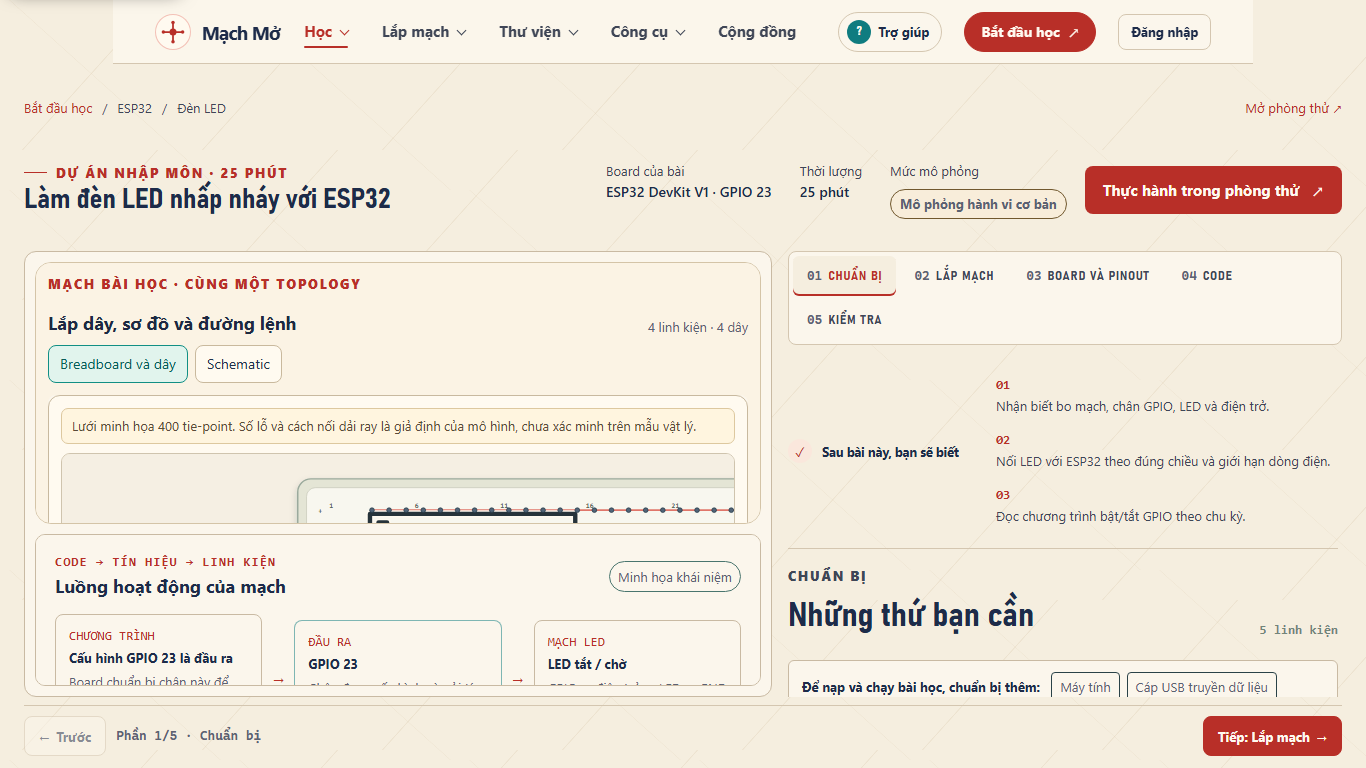 Mạch Mở
Học
Lắp mạch
Thư viện
Công cụ
Cộng đồng
? Trợ giúp
Bắt đầu học ↗
Đăng nhập
Bắt đầu học / ESP32 / Đèn LED
Mở phòng thử ↗
DỰ ÁN NHẬP MÔN · 25 PHÚT
Làm đèn LED nhấp nháy với ESP32
Board của bài
ESP32 DevKit V1 · GPIO 23
Thời lượng
25 phút
Mức mô phỏng
Mô phỏng hành vi cơ bản
Thực hành trong phòng thử ↗
MẠCH BÀI HỌC · CÙNG MỘT TOPOLOGY
Lắp dây, sơ đồ và đường lệnh
4 linh kiện · 4 dây
Breadboard và dây
Schematic
Lưới minh họa 400 tie-point. Số lỗ và cách nối dải ray là giả định của mô hình, chưa xác minh trên mẫu vật lý.
+ 1 6 11 16 21
CODE → TÍN HIỆU → LINH KIỆN
Luồng hoạt động của mạch
Minh họa khái niệm
CHƯƠNG TRÌNH
Cấu hình GPIO 23 là đầu ra
Board chuẩn bị chân này để
→
ĐẦU RA
GPIO 23
→
MẠCH LED
LED tắt / chờ
01 CHUẨN BỊ
02 LẮP MẠCH
03 BOARD VÀ PINOUT
04 CODE
05 KIỂM TRA
✓ Sau bài này, bạn sẽ biết
01
Nhận biết bo mạch, chân GPIO, LED và điện trở.
02
Nối LED với ESP32 theo đúng chiều và giới hạn dòng điện.
03
Đọc chương trình bật/tắt GPIO theo chu kỳ.
CHUẨN BỊ
Những thứ bạn cần
5 linh kiện
Để nạp và chạy bài học, chuẩn bị thêm:
Máy tính
Cáp USB truyền dữ liệu
← Trước
Phần 1/5 · Chuẩn bị
Tiếp: Lắp mạch →